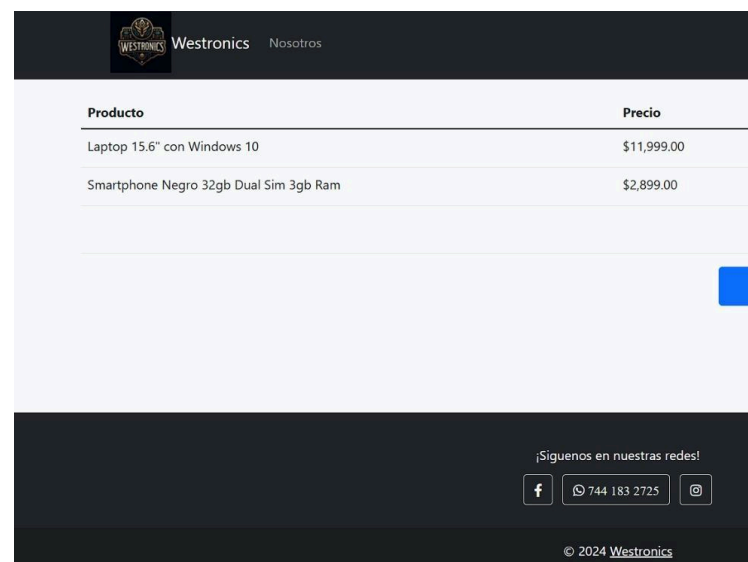 WESTRONICS
Westronics Nosotros
Producto Precio
Laptop 15.6" con Windows 10 $11,999.00
Smartphone Negro 32gb Dual Sim 3gb Ram $2,899.00
¡Siguenos en nuestras redes!
744 183 2725
© 2024 Westronics